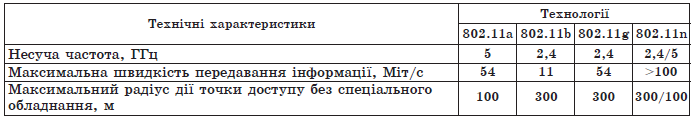 Технічні характеристики
Технології
802.11a 802.11b 802.11g 802.11n
Несуча частота, ГГц 5 2,4 2,4 2,4/5
Максимальна швидкість передавання інформації, Міт/с 54 11 54 >100
Максимальний радіус дії точки доступу без спеціального
обладнання, м 100 300 300 300/100